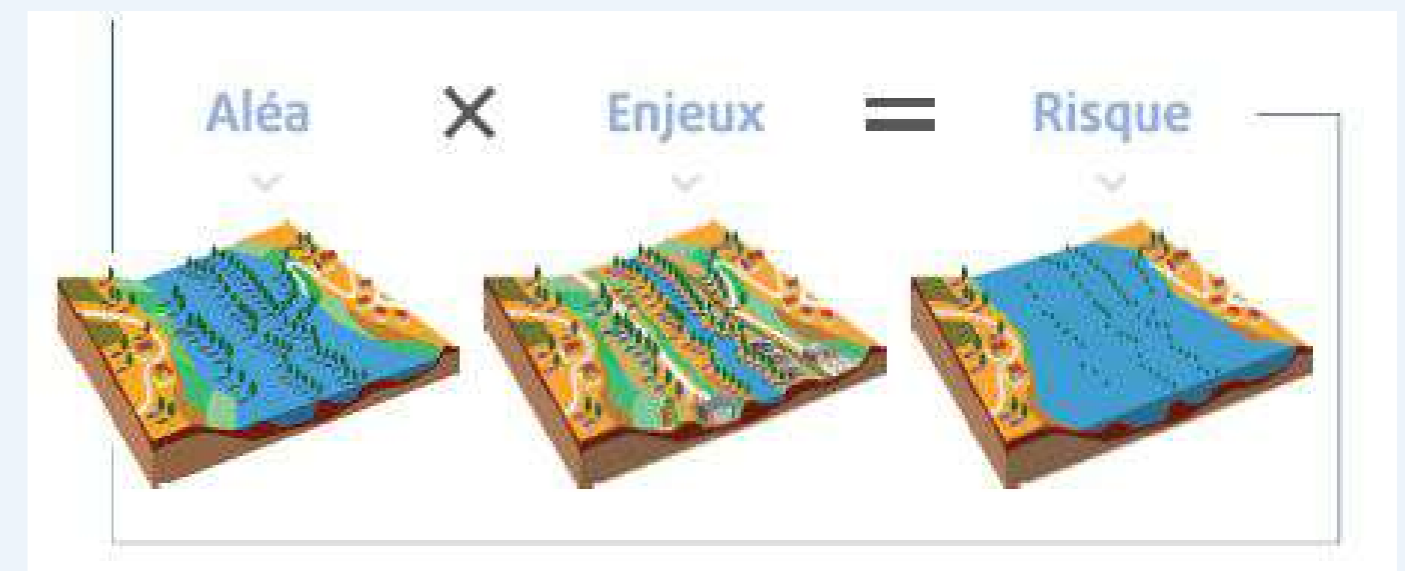 Aléa × Enjeux = Risque